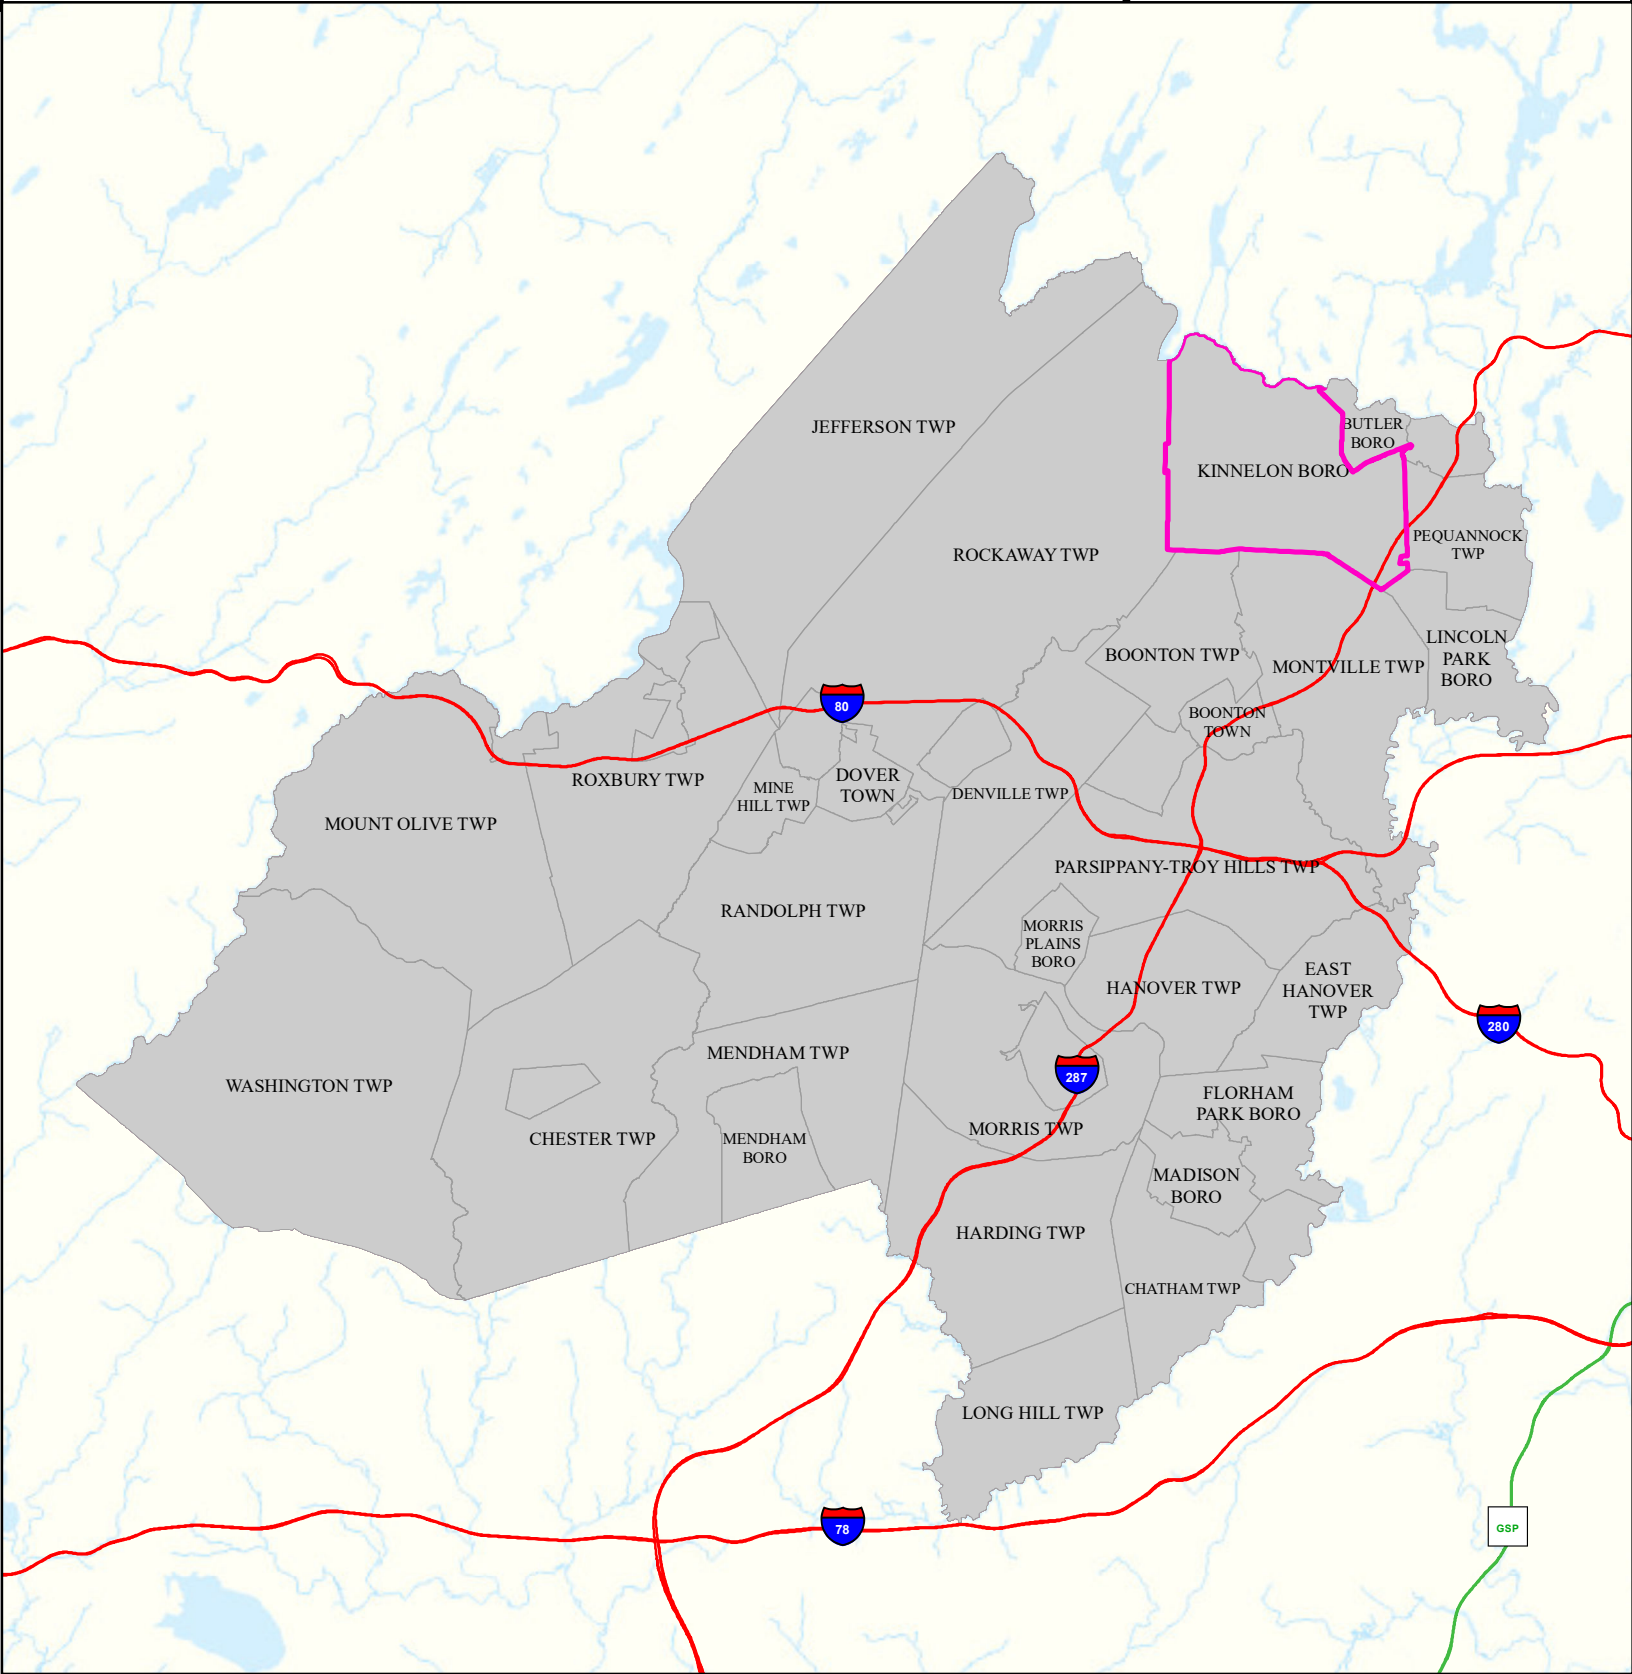 JEFFERSON TWP
BUTLER
BORO
KINNELON BORO
ROCKAWAY TWP
PEQUANNOCK
TWP
BOONTON TWP
MONTVILLE TWP
LINCOLN
PARK
BORO
80
BOONTON
TOWN
ROXBURY TWP
MINE
HILL TWP
DOVER
TOWN
DENVILLE TWP
MOUNT OLIVE TWP
PARSIPPANY-TROY HILLS TWP
RANDOLPH TWP
MORRIS
PLAINS
BORO
HANOVER TWP
EAST
HANOVER
TWP
280
MENDHAM TWP
287
WASHINGTON TWP
FLORHAM
PARK BORO
CHESTER TWP
MENDHAM
BORO
MORRIS TWP
MADISON
BORO
HARDING TWP
CHATHAM TWP
LONG HILL TWP
78
GSP